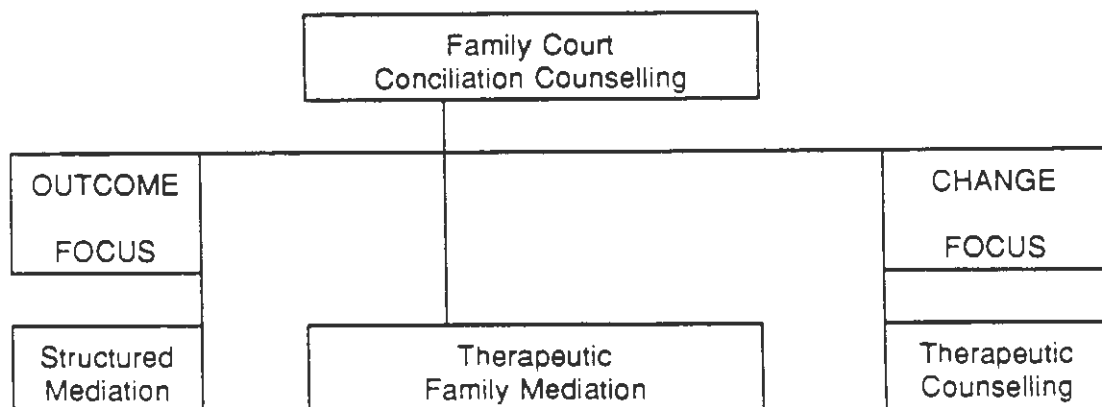 Family Court
Conciliation Counselling
OUTCOME
FOCUS
CHANGE
FOCUS
Structured
Mediation
Therapeutic
Family Mediation
Therapeutic
Counselling